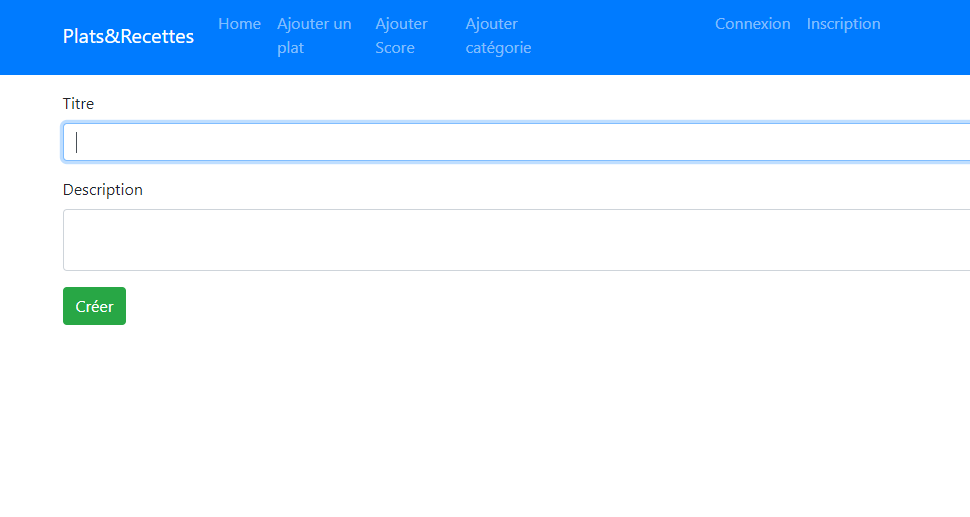 Plats&Recettes
Home
Ajouter un
plat
Ajouter
Score
Ajouter
catégorie
Connexion
Inscription
Titre
Description
Créer